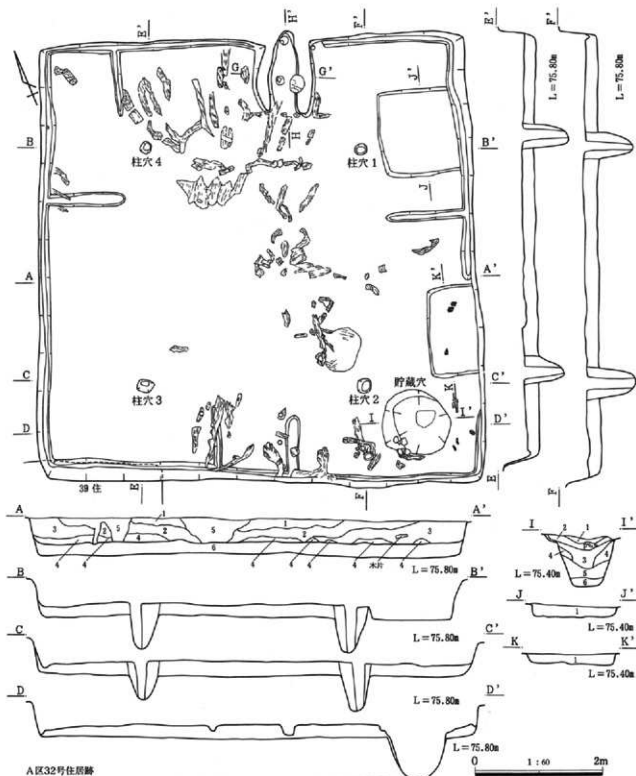 E' H' F' E' F'
G G' J' L=75.80m L=75.80m
B H B'
柱穴4 柱穴1
J
A K' A'
C 貯蔵穴 C'
柱穴3 柱穴2 K
D I I' D'
39住 E F E F
A 1 A' I 2 1 I'
3 2 5 2 5 1 3 4 3 4
4 4 4 6 4 2 4 4 木片 4 5
L=75.80m 6 L=75.40m
B B' J J'
1
L=75.80m L=75.40m
C C' K K'
1
L=75.80m L=75.40m
D D'
L=75.80m
A区32号住居跡 0 1:60 2m